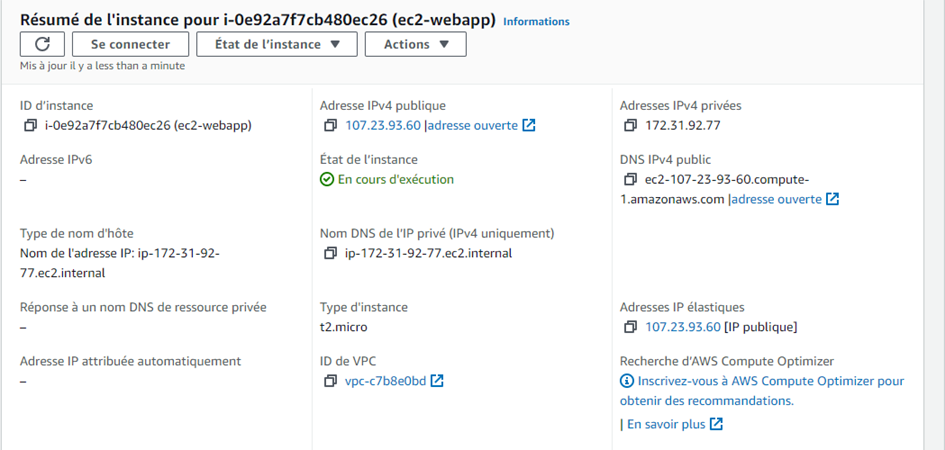 Résumé de l'instance pour i-0e92a7f7cb480ec26 (ec2-webapp) Informations
Se connecter
État de l'instance
Actions
Mis à jour il y a less than a minute
ID d'instance
i-0e92a7f7cb480ec26 (ec2-webapp)
Adresse IPv4 publique
107.23.93.60 |adresse ouverte
Adresses IPv4 privées
172.31.92.77
Adresse IPv6
–
État de l'instance
En cours d'exécution
DNS IPv4 public
ec2-107-23-93-60.compute-
1.amazonaws.com |adresse ouverte
Type de nom d'hôte
Nom de l'adresse IP: ip-172-31-92-
77.ec2.internal
Nom DNS de l'IP privé (IPv4 uniquement)
ip-172-31-92-77.ec2.internal
Réponse à un nom DNS de ressource privée
–
Type d'instance
t2.micro
Adresses IP élastiques
107.23.93.60 [IP publique]
Adresse IP attribuée automatiquement
–
ID de VPC
vpc-c7b8e0bd
Recherche d'AWS Compute Optimizer
Inscrivez-vous à AWS Compute Optimizer pour
obtenir des recommandations.
| En savoir plus